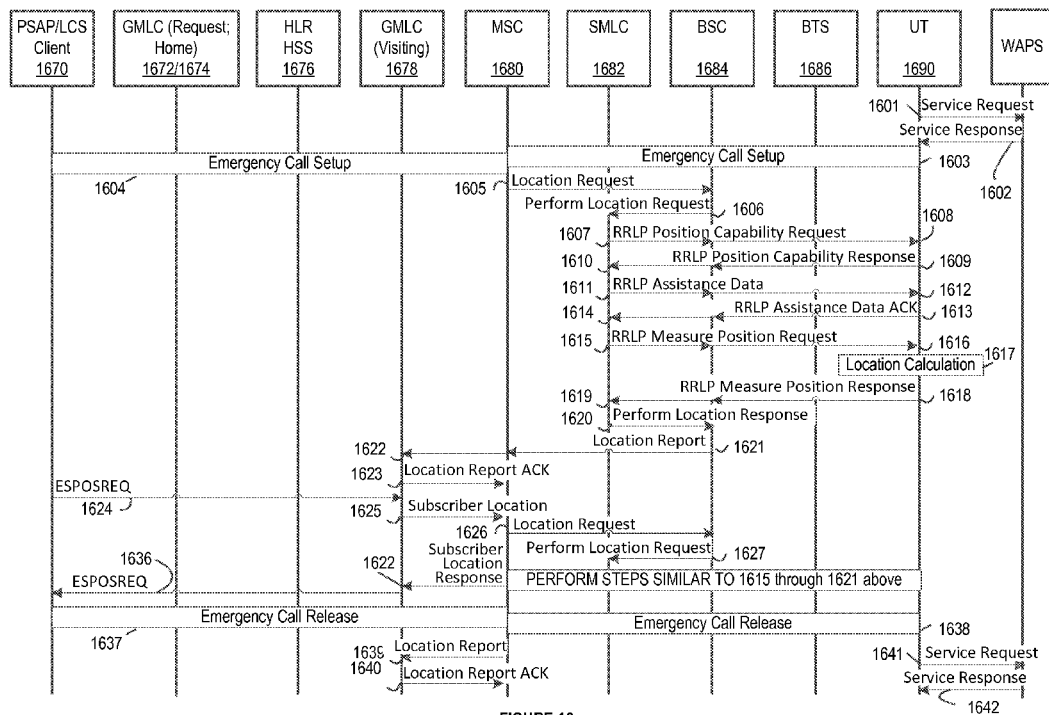 PSAP/LCS
Client
1670
GMLC (Request;
Home)
1672/1674
HLR
HSS
1676
GMLC
(Visiting)
1678
MSC
1680
SMLC
1682
BSC
1684
BTS
1686
UT
1690
WAPS
1601 Service Request
Service Response
1602
Emergency Call Setup
1604
Emergency Call Setup
1603
1605 Location Request
Perform Location Request 1606
1607 RRLP Position Capability Request 1608
1610 RRLP Position Capability Response 1609
1611 RRLP Assistance Data 1612
1614 RRLP Assistance Data ACK 1613
1615 RRLP Measure Position Request 1616
Location Calculation 1617
1619 RRLP Measure Position Response 1618
1620 Perform Location Response
1622 Location Report 1621
1623 Location Report ACK
ESPOSREQ
1624
1625 Subscriber Location
1626 Location Request
Perform Location Request 1627
1636
ESPOSREQ
1622
Subscriber
Location
Response
PERFORM STEPS SIMILAR TO 1615 through 1621 above
Emergency Call Release
1637
Emergency Call Release
1638
1639 Location Report
1640 Location Report ACK
1641 Service Request
Service Response
1642